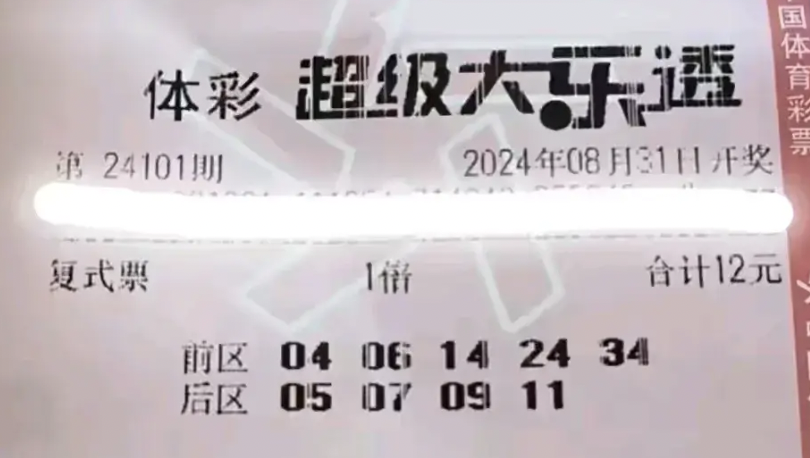 体彩 超级大乐透
第 24101期 2024年08月31日开奖
复式票 1倍 合计12元
前区 04 06 14 24 34
后区 05 07 09 11
国体育彩票